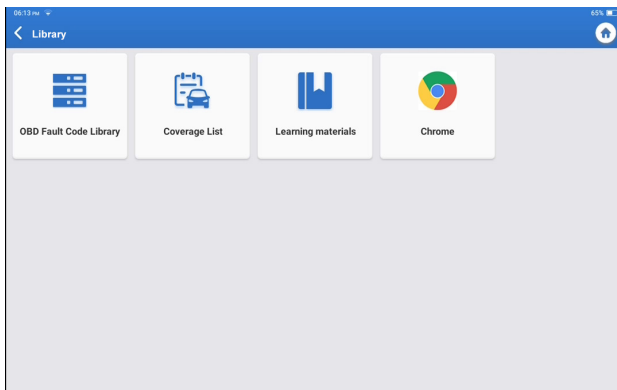 06:13 PM
65%
Library
OBD Fault Code Library
Coverage List
Learning materials
Chrome